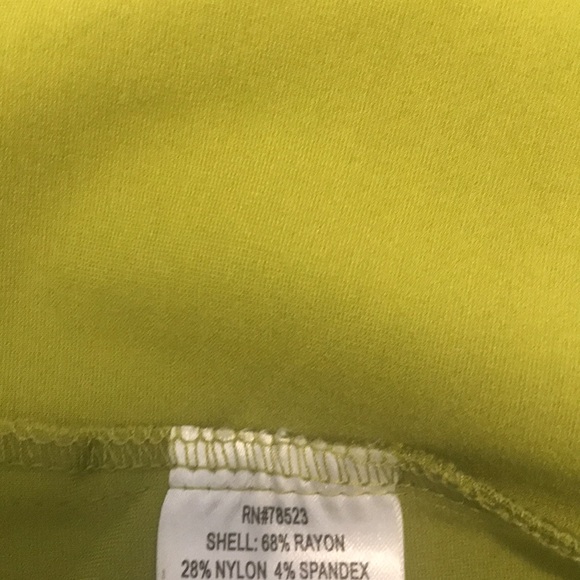 RN#78523
SHELL: 68% RAYON
28% NYLON 4% SPANDEX